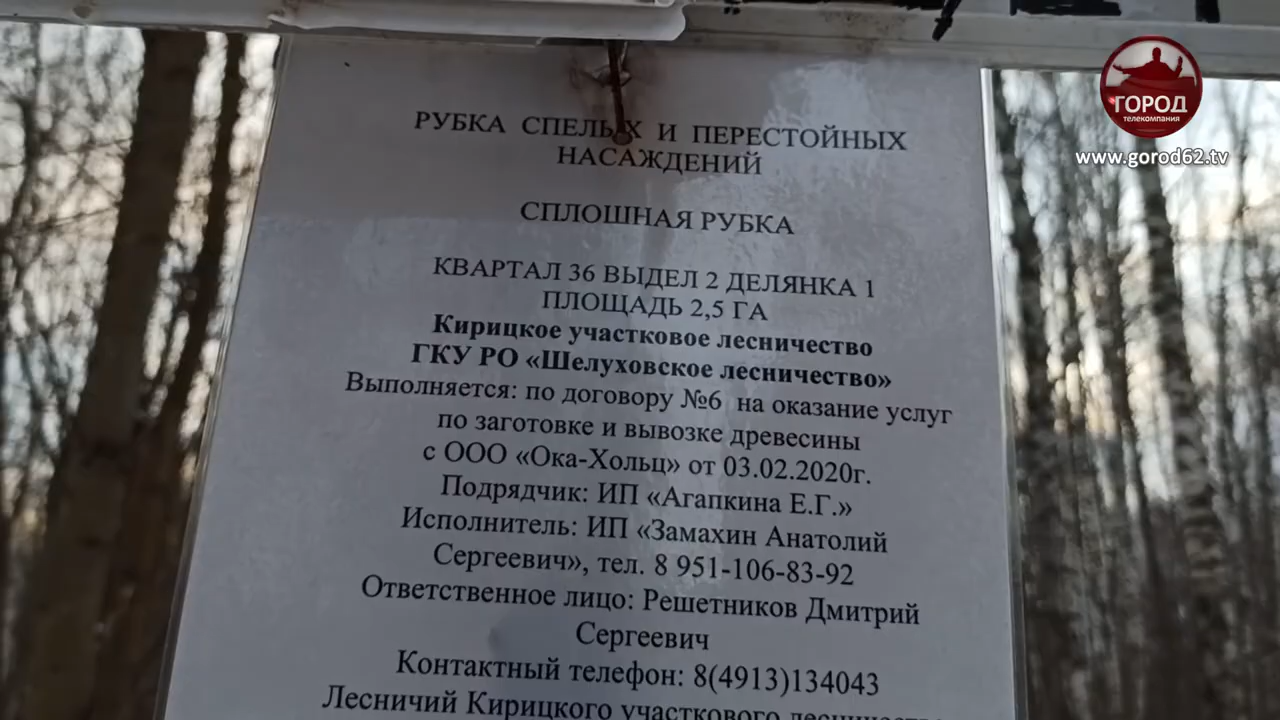 ГОРОД
телекомпания
www.gorod62.tv
РУБКА СПЕЛЫХ И ПЕРЕСТОЙНЫХ
НАСАЖДЕНИЙ
СПЛОШНАЯ РУБКА
КВАРТАЛ 36 ВЫДЕЛ 2 ДЕЛЯНКА 1
ПЛОЩАДЬ 2,5 ГА
Кирицкое участковое лесничество
ГКУ РО «Шелуховское лесничество»
Выполняется: по договору №6 на оказание услуг
по заготовке и вывозке древесины
с ООО «Ока-Хольц» от 03.02.2020г.
Подрядчик: ИП «Агапкина Е.Г.»
Исполнитель: ИП «Замахин Анатолий
Сергеевич», тел. 8 951-106-83-92
Ответственное лицо: Решетников Дмитрий
Сергеевич
Контактный телефон: 8(4913)134043
Лесничий Кирицкого участкового